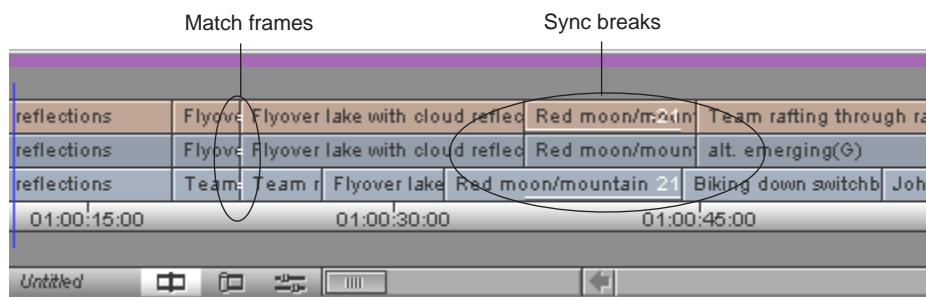 Match frames Sync breaks
reflections Flyove Flyover lake with cloud reflec Red moon/m 21 Team rafting through ra
reflections Flyove Flyover lake with cloud reflec Red moon/moun alt. emerging(G)
reflections Team Team r Flyover lake Red moon/mountain 21 Biking down switchb Joh
01:00:15:00 01:00:30:00 01:00:45:00
Untitled